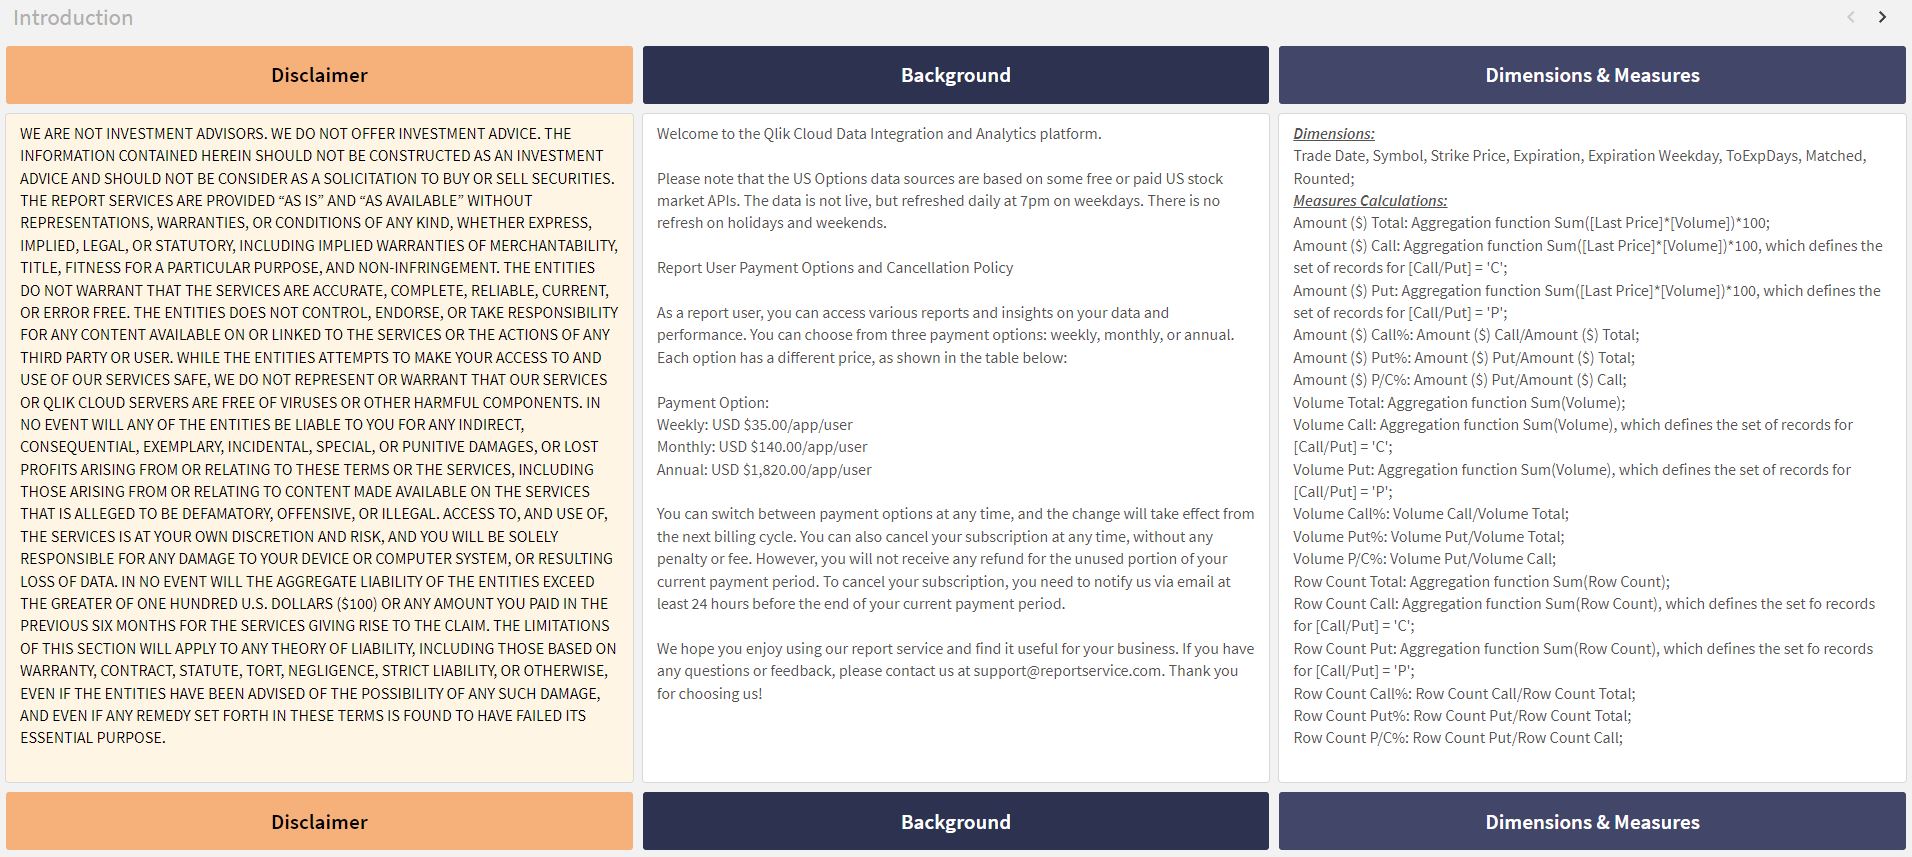 Introduction
Disclaimer
WE ARE NOT INVESTMENT ADVISORS. WE DO NOT OFFER INVESTMENT ADVICE. THE
INFORMATION CONTAINED HEREIN SHOULD NOT BE CONSTRUCTED AS AN INVESTMENT
ADVICE AND SHOULD NOT BE CONSIDER AS A SOLICITATION TO BUY OR SELL SECURITIES.
THE REPORT SERVICES ARE PROVIDED “AS IS” AND “AS AVAILABLE” WITHOUT
REPRESENTATIONS, WARRANTIES, OR CONDITIONS OF ANY KIND, WHETHER EXPRESS,
IMPLIED, LEGAL, OR STATUTORY, INCLUDING IMPLIED WARRANTIES OF MERCHANTABILITY,
TITLE, FITNESS FOR A PARTICULAR PURPOSE, AND NON-INFRINGEMENT. THE ENTITIES
DO NOT WARRANT THAT THE SERVICES ARE ACCURATE, COMPLETE, RELIABLE, CURRENT,
OR ERROR FREE. THE ENTITIES DOES NOT CONTROL, ENDORSE, OR TAKE RESPONSIBILITY
FOR ANY CONTENT AVAILABLE ON OR LINKED TO THE SERVICES OR THE ACTIONS OF ANY
THIRD PARTY OR USER. WHILE THE ENTITIES ATTEMPTS TO MAKE YOUR ACCESS TO AND
USE OF OUR SERVICES SAFE, WE DO NOT REPRESENT OR WARRANT THAT OUR SERVICES
OR QLIK CLOUD SERVERS ARE FREE OF VIRUSES OR OTHER HARMFUL COMPONENTS. IN
NO EVENT WILL ANY OF THE ENTITIES BE LIABLE TO YOU FOR ANY INDIRECT,
CONSEQUENTIAL, EXEMPLARY, INCIDENTAL, SPECIAL, OR PUNITIVE DAMAGES, OR LOST
PROFITS ARISING FROM OR RELATING TO THESE TERMS OR THE SERVICES, INCLUDING
THOSE ARISING FROM OR RELATING TO CONTENT MADE AVAILABLE ON THE SERVICES
THAT IS ALLEGED TO BE DEFAMATORY, OFFENSIVE, OR ILLEGAL. ACCESS TO, AND USE OF,
THE SERVICES IS AT YOUR OWN DISCRETION AND RISK, AND YOU WILL BE SOLELY
RESPONSIBLE FOR ANY DAMAGE TO YOUR DEVICE OR COMPUTER SYSTEM, OR RESULTING
LOSS OF DATA. IN NO EVENT WILL THE AGGREGATE LIABILITY OF THE ENTITIES EXCEED
THE GREATER OF ONE HUNDRED U.S. DOLLARS ($100) OR ANY AMOUNT YOU PAID IN THE
PREVIOUS SIX MONTHS FOR THE SERVICES GIVING RISE TO THE CLAIM. THE LIMITATIONS
OF THIS SECTION WILL APPLY TO ANY THEORY OF LIABILITY, INCLUDING THOSE BASED ON
WARRANTY, CONTRACT, STATUTE, TORT, NEGLIGENCE, STRICT LIABILITY, OR OTHERWISE,
EVEN IF THE ENTITIES HAVE BEEN ADVISED OF THE POSSIBILITY OF ANY SUCH DAMAGE,
AND EVEN IF ANY REMEDY SET FORTH IN THESE TERMS IS FOUND TO HAVE FAILED ITS
ESSENTIAL PURPOSE.
Disclaimer
Background
Welcome to the Qlik Cloud Data Integration and Analytics platform.
Please note that the US Options data sources are based on some free or paid US stock
market APIs. The data is not live, but refreshed daily at 7pm on weekdays. There is no
refresh on holidays and weekends.
Report User Payment Options and Cancellation Policy
As a report user, you can access various reports and insights on your data and
performance. You can choose from three payment options: weekly, monthly, or annual.
Each option has a different price, as shown in the table below:
Payment Option:
Weekly: USD $35.00/app/user
Monthly: USD $140.00/app/user
Annual: USD $1,820.00/app/user
You can switch between payment options at any time, and the change will take effect from
the next billing cycle. You can also cancel your subscription at any time, without any
penalty or fee. However, you will not receive any refund for the unused portion of your
current payment period. To cancel your subscription, you need to notify us via email at
least 24 hours before the end of your current payment period.
We hope you enjoy using our report service and find it useful for your business. If you have
any questions or feedback, please contact us at support@reportservice.com. Thank you
for choosing us!
Background
Dimensions & Measures
Dimensions:
Trade Date, Symbol, Strike Price, Expiration, Expiration Weekday, ToExpDays, Matched,
Rounted;
Measures Calculations:
Amount ($) Total: Aggregation function Sum([Last Price]*[Volume])*100;
Amount ($) Call: Aggregation function Sum([Last Price]*[Volume])*100, which defines the
set of records for [Call/Put] = 'C';
Amount ($) Put: Aggregation function Sum([Last Price]*[Volume])*100, which defines the
set of records for [Call/Put] = 'P';
Amount ($) Call%: Amount ($) Call/Amount ($) Total;
Amount ($) Put%: Amount ($) Put/Amount ($) Total;
Amount ($) P/C%: Amount ($) Put/Amount ($) Call;
Volume Total: Aggregation function Sum(Volume);
Volume Call: Aggregation function Sum(Volume), which defines the set of records for
[Call/Put] = 'C';
Volume Put: Aggregation function Sum(Volume), which defines the set of records for
[Call/Put] = 'P';
Volume Call%: Volume Call/Volume Total;
Volume Put%: Volume Put/Volume Total;
Volume P/C%: Volume Put/Volume Call;
Row Count Total: Aggregation function Sum(Row Count);
Row Count Call: Aggregation function Sum(Row Count), which defines the set fo records
for [Call/Put] = 'C';
Row Count Put: Aggregation function Sum(Row Count), which defines the set fo records
for [Call/Put] = 'P';
Row Count Call%: Row Count Call/Row Count Total;
Row Count Put%: Row Count Put/Row Count Total;
Row Count P/C%: Row Count Put/Row Count Call;
Dimensions & Measures